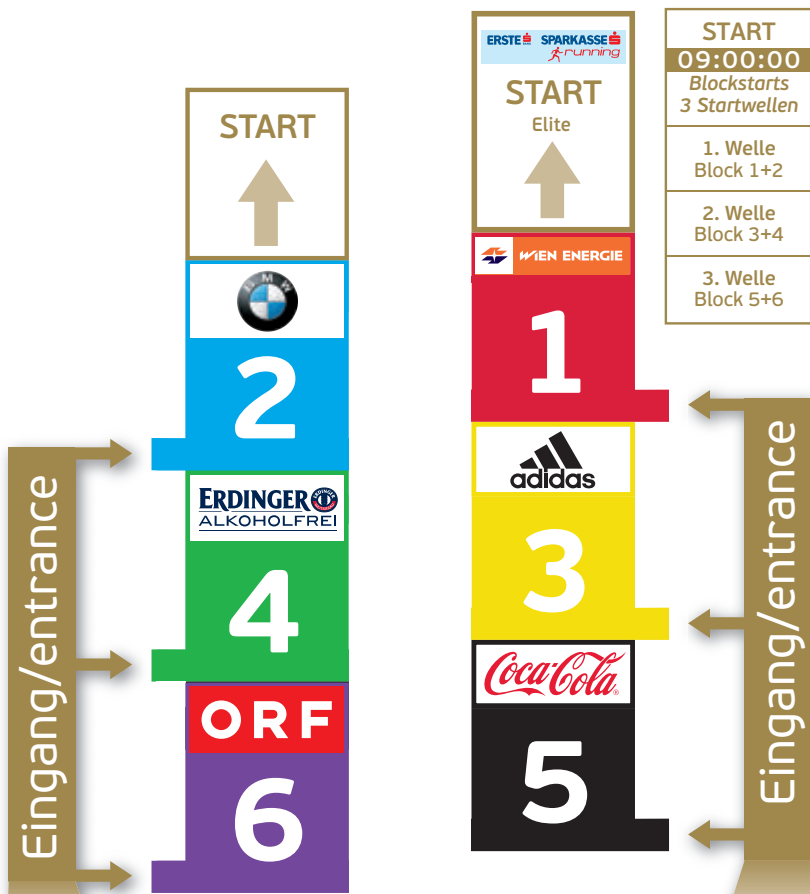 START
BMW
2
ERDINGER
ALKOHOLFREI
4
ORF
6
Eingang/entrance
ERSTE SPARKASSE
running
START
Elite
WIEN ENERGIE
1
adidas
3
Coca-Cola
5
Eingang/entrance
START
09:00:00
Blockstarts
3 Startwellen
1. Welle
Block 1+2
2. Welle
Block 3+4
3. Welle
Block 5+6